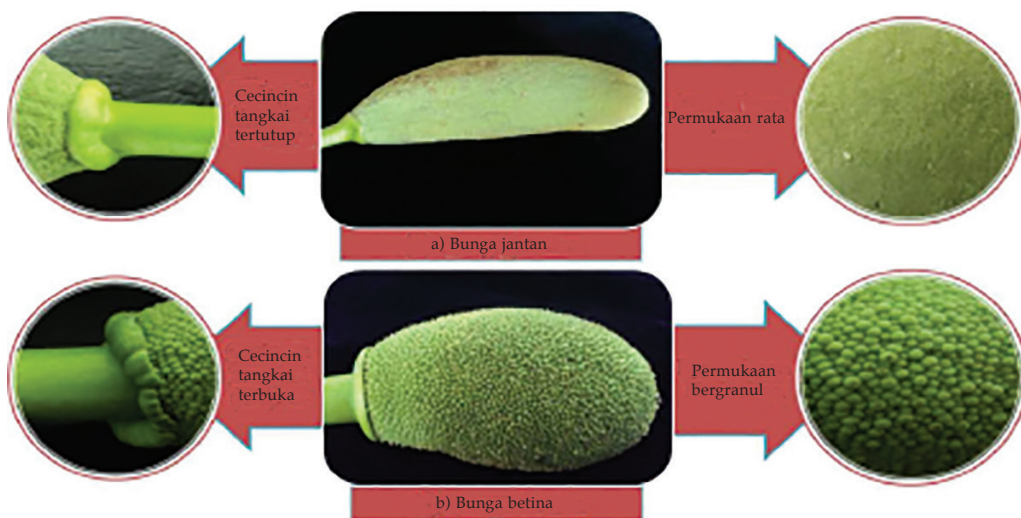 Cecincin
tangkai
tertutup
Permukaan rata
a) Bunga jantan
Cecincin
tangkai
terbuka
Permukaan
bergranul
b) Bunga betina